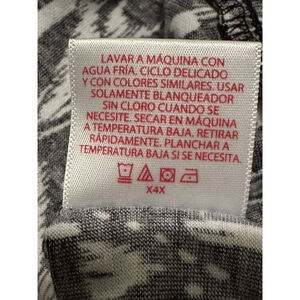 LAVAR A MÁQUINA CON
AGUA FRÍA. CICLO DELICADO
Y CON COLORES SIMILARES. USAR
SOLAMENTE BLANQUEADOR
SIN CLORO CUANDO SE
NECESITE. SECAR EN MÁQUINA
A TEMPERATURA BAJA. RETIRAR
RÁPIDAMENTE. PLANCHAR A
TEMPERATURA BAJA SI SE NECESITA.
X4X